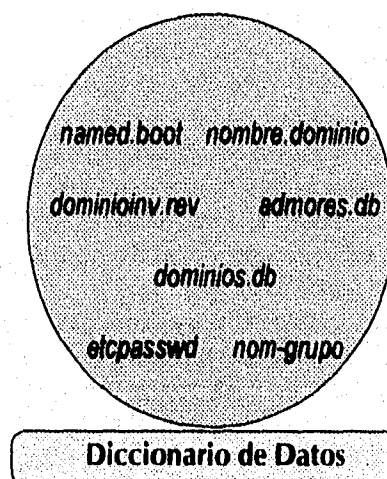 named.boot nombre.dominio
dominioinv.rev admores.db
dominios.db
etcpasswd nom-grupo
Diccionario de Datos